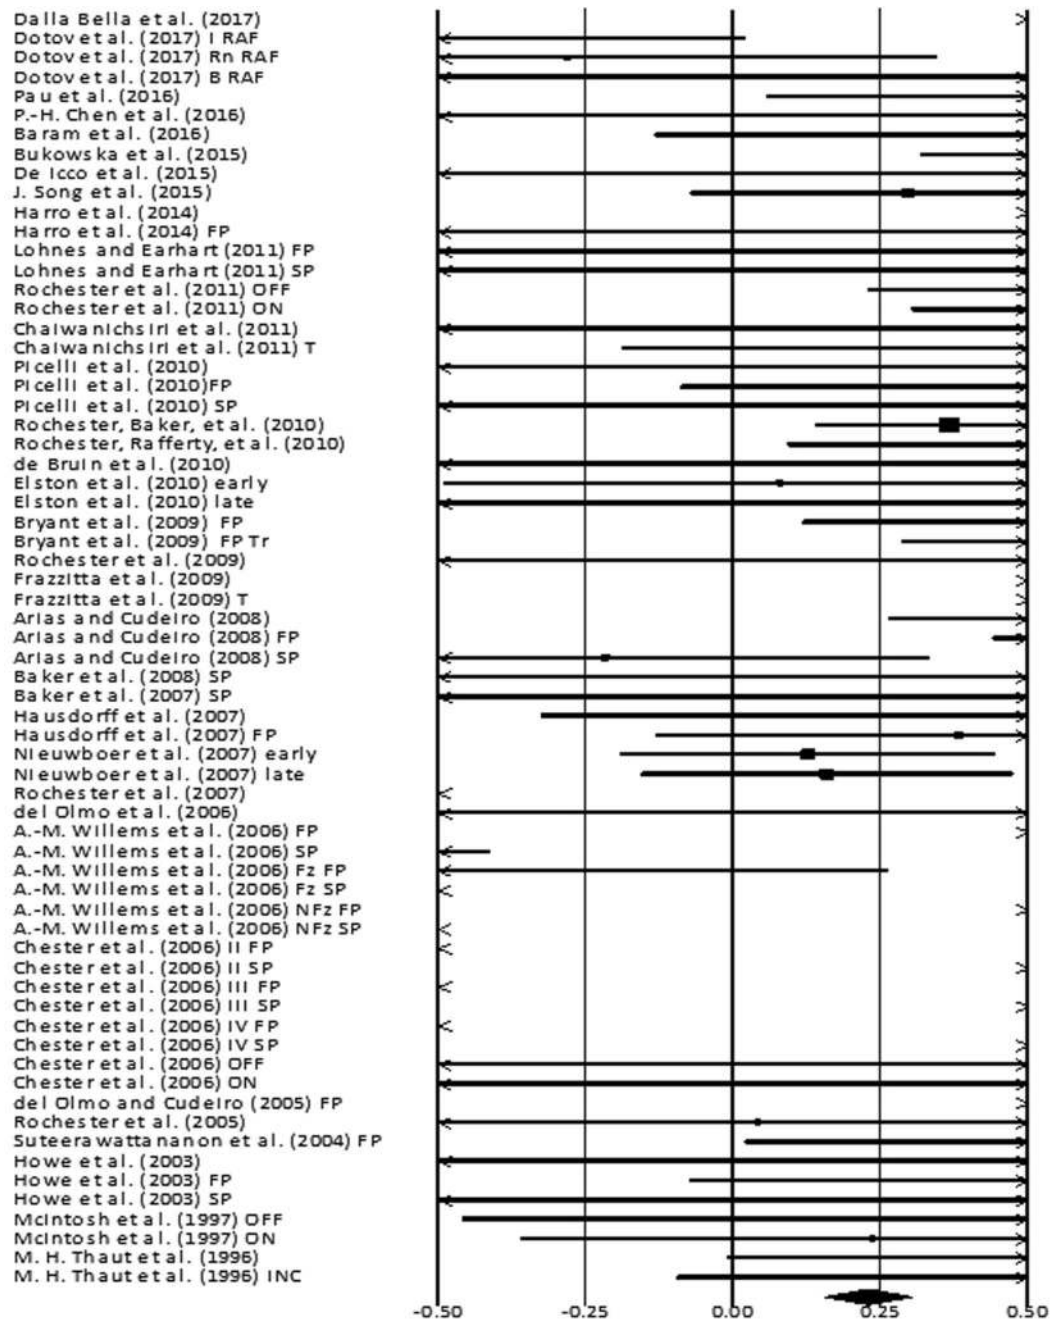 Dalla Bella et al. (2017)
Dotov et al. (2017) I RAF
Dotov et al. (2017) Rn RAF
Dotov et al. (2017) B RAF
Pau et al. (2016)
P.-H. Chen et al. (2016)
Baram et al. (2016)
Bukowska et al. (2015)
De Icco et al. (2015)
J. Song et al. (2015)
Harro et al. (2014)
Harro et al. (2014) FP
Lohnes and Earhart (2011) FP
Lohnes and Earhart (2011) SP
Rochester et al. (2011) OFF
Rochester et al. (2011) ON
Chaiwanichsiri et al. (2011)
Chaiwanichsiri et al. (2011) T
Picelli et al. (2010)
Picelli et al. (2010)FP
Picelli et al. (2010) SP
Rochester, Baker, et al. (2010)
Rochester, Rafferty, et al. (2010)
de Bruin et al. (2010)
Elston et al. (2010) early
Elston et al. (2010) late
Bryant et al. (2009) FP
Bryant et al. (2009) FP Tr
Rochester et al. (2009)
Frazzitta et al. (2009)
Frazzitta et al. (2009) T
Arias and Cudeiro (2008)
Arias and Cudeiro (2008) FP
Arias and Cudeiro (2008) SP
Baker et al. (2008) SP
Baker et al. (2007) SP
Hausdorff et al. (2007)
Hausdorff et al. (2007) FP
Nieuwboer et al. (2007) early
Nieuwboer et al. (2007) late
Rochester et al. (2007)
del Olmo et al. (2006)
A.-M. Willems et al. (2006) FP
A.-M. Willems et al. (2006) SP
A.-M. Willems et al. (2006) Fz FP
A.-M. Willems et al. (2006) Fz SP
A.-M. Willems et al. (2006) NFz FP
A.-M. Willems et al. (2006) NFz SP
Chester et al. (2006) II FP
Chester et al. (2006) II SP
Chester et al. (2006) III FP
Chester et al. (2006) III SP
Chester et al. (2006) IV FP
Chester et al. (2006) IV SP
Chester et al. (2006) OFF
Chester et al. (2006) ON
del Olmo and Cudeiro (2005) FP
Rochester et al. (2005)
Suteerawattananon et al. (2004) FP
Howe et al. (2003)
Howe et al. (2003) FP
Howe et al. (2003) SP
McIntosh et al. (1997) OFF
McIntosh et al. (1997) ON
M. H. Thaut et al. (1996)
M. H. Thaut et al. (1996) INC
-0.50 -0.25 0.00 0.25 0.50